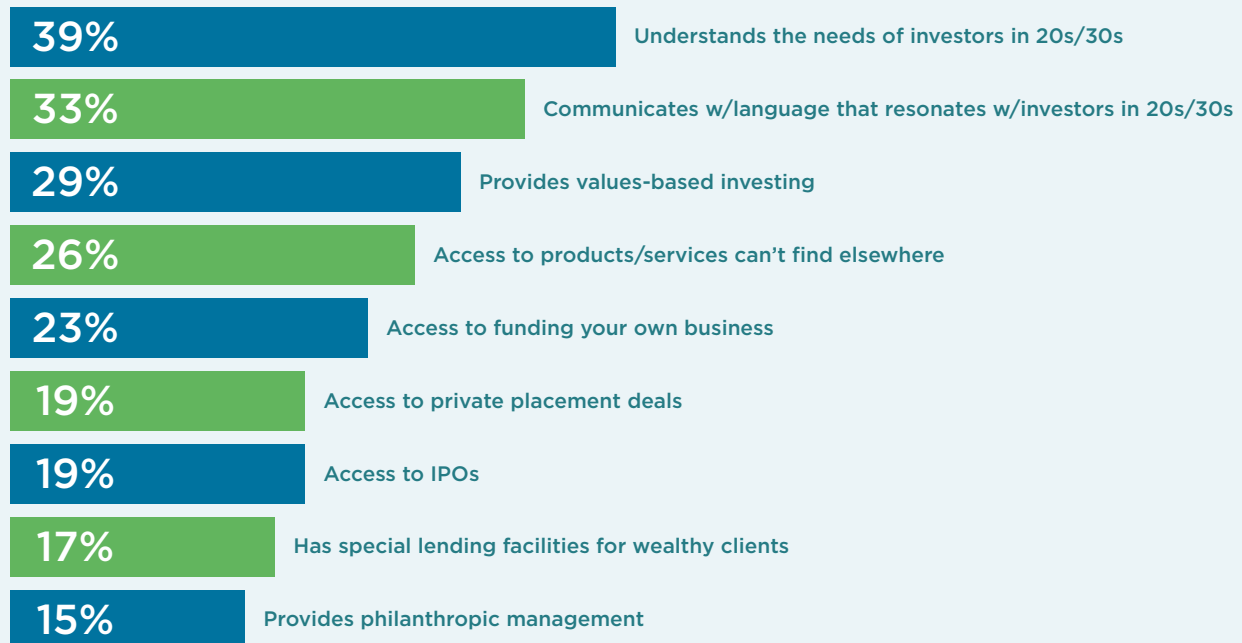 39% Understands the needs of investors in 20s/30s
33% Communicates w/language that resonates w/investors in 20s/30s
29% Provides values-based investing
26% Access to products/services can’t find elsewhere
23% Access to funding your own business
19% Access to private placement deals
19% Access to IPOs
17% Has special lending facilities for wealthy clients
15% Provides philanthropic management